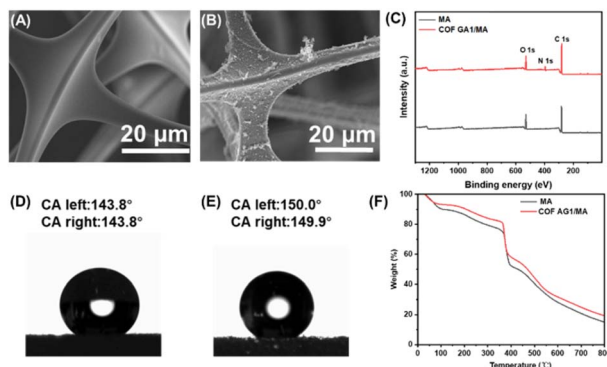 (A)
20 μm
(B)
20 μm
(C)
MA
COF GA1/MA
C 1s
O 1s
N 1s
Intensity (a.u.)
1200 1000 800 600 400 200
Binding energy (eV)
(D) CA left:143.8°
CA right:143.8°
(E) CA left:150.0°
CA right:149.9°
(F)
MA
COF AG1/MA
Weight (%)
100
80
60
40
20
0
0 100 200 300 400 500 600 700 800
Temperature (℃)